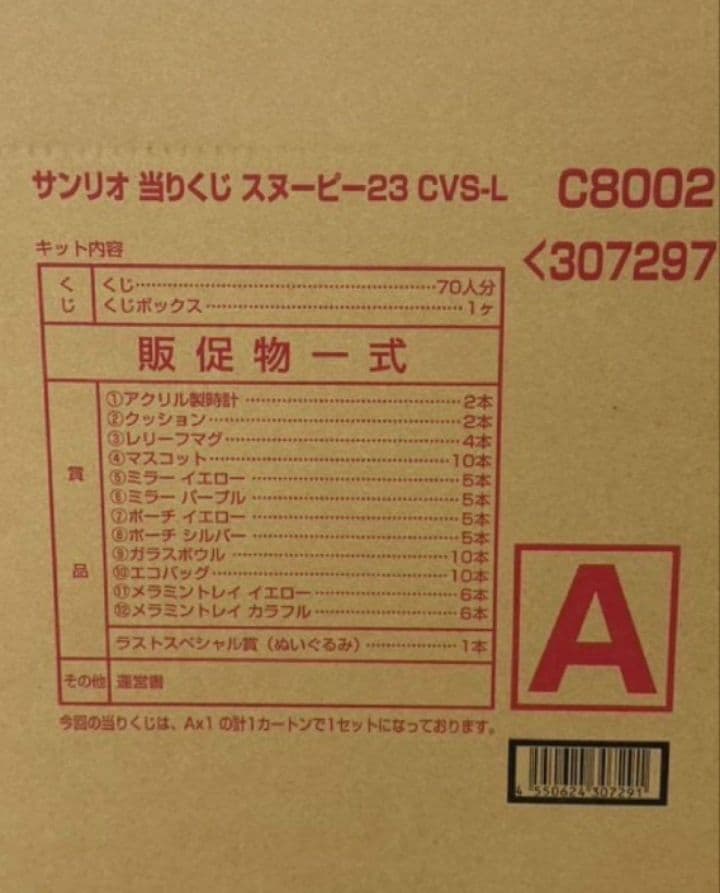 サンリオ 当りくじ スヌーピー23 CVS-L C8002
キット内容
<307297
くじ
くじ……70人分
くじボックス……1ケ
販促物一式
賞品
①アクリル製時計……2本
②クッション……2本
③レリーフマグ……4本
④マスコット……10本
⑤ミラー イエロー……5本
⑥ミラー パープル……5本
⑦ポーチ イエロー……5本
⑧ポーチ シルバー……5本
⑨ガラスボウル……10本
⑩エコバッグ……10本
⑪メラミントレイ イエロー……6本
⑫メラミントレイ カラフル……6本
ラストスペシャル賞（ぬいぐるみ）……1本
その他 運営書
今回の当りくじは、Ax1 の計1カートンで1セットになっております。
A
4 550624 307291